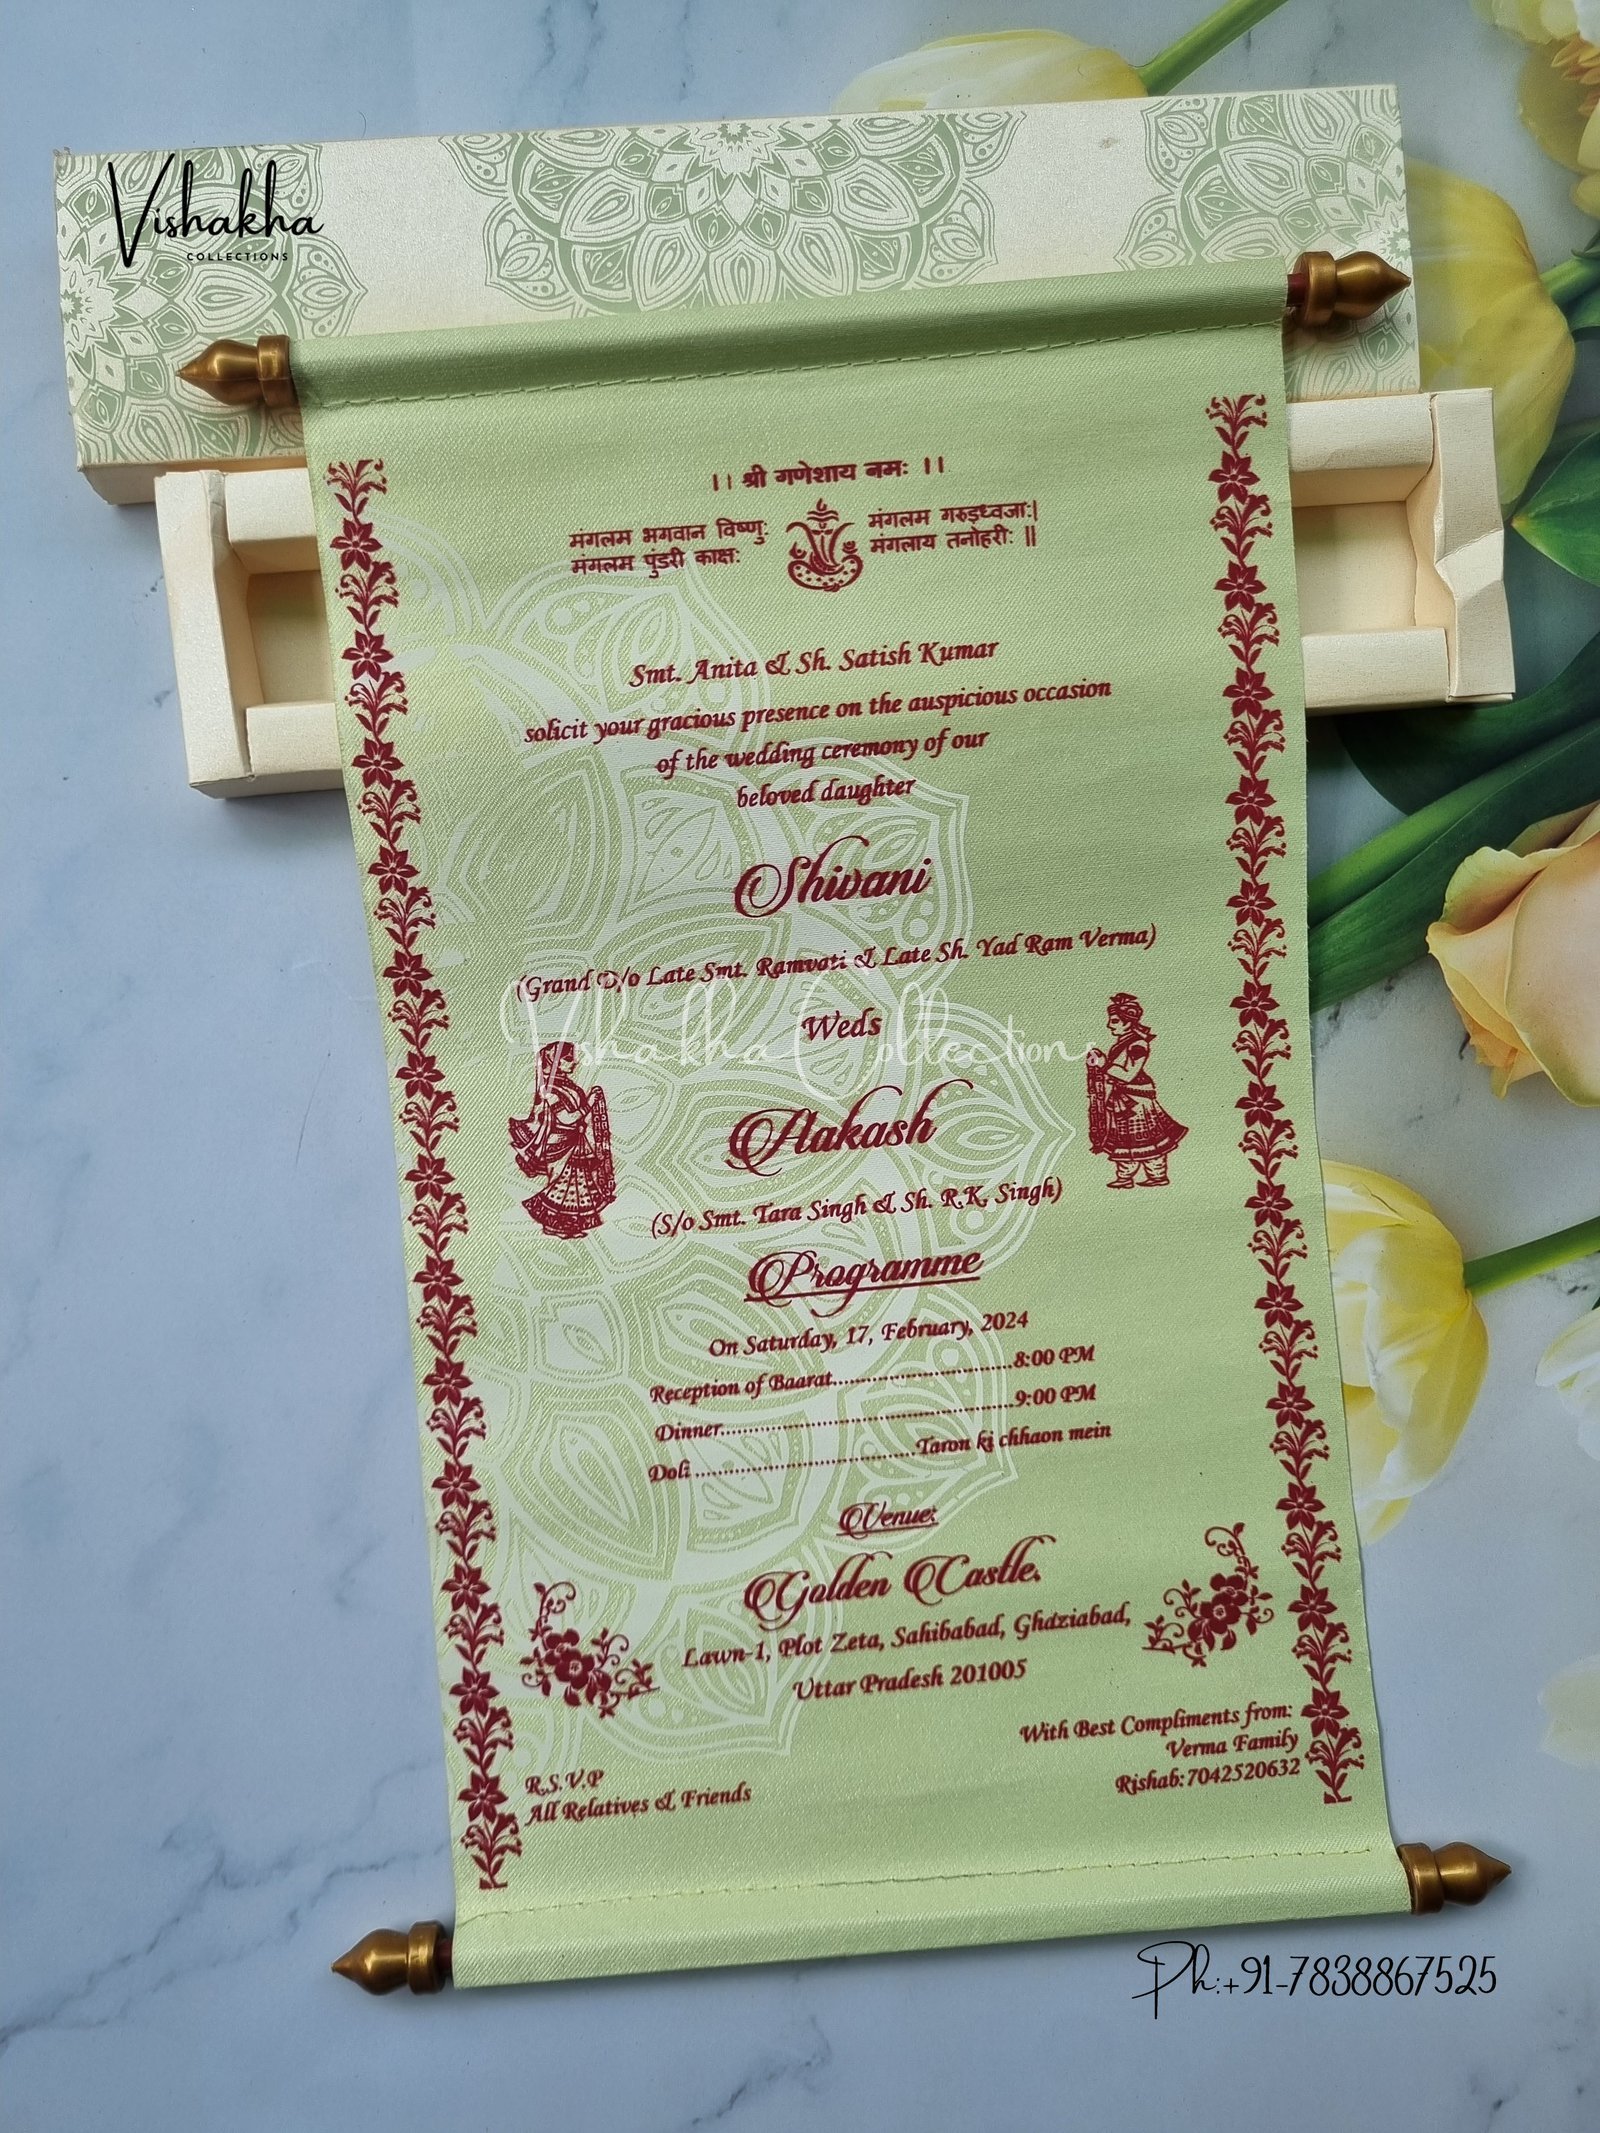 Vishakha
COLLECTIONS
।। श्री गणेशाय नमः ।।
मंगलम भगवान विष्णुः मंगलम गरुडध्वजाः|
मंगलम पुंडरी काक्षः मंगलाय तनोहरीः ||
Smt. Anita & Sh. Satish Kumar
solicit your gracious presence on the auspicious occasion
of the wedding ceremony of our
beloved daughter
Shivani
(Grand D/o Late Smt. Ramvati & Late Sh. Yad Ram Verma)
Vishakha Collections
Weds
Aakash
(S/o Smt. Tara Singh & Sh. R.K. Singh)
Programme
On Saturday, 17, February, 2024
Reception of Baarat..............................8:00 PM
Dinner.................................................9:00 PM
Doli.....................................Taron ki chhaon mein
Venue:
Golden Castle,
Lawn-1, Plot Zeta, Sahibabad, Ghaziabad,
Uttar Pradesh 201005
With Best Compliments from:
Verma Family
Rishab:7042520632
R.S.V.P
All Relatives & Friends
Ph:+91-7838867525